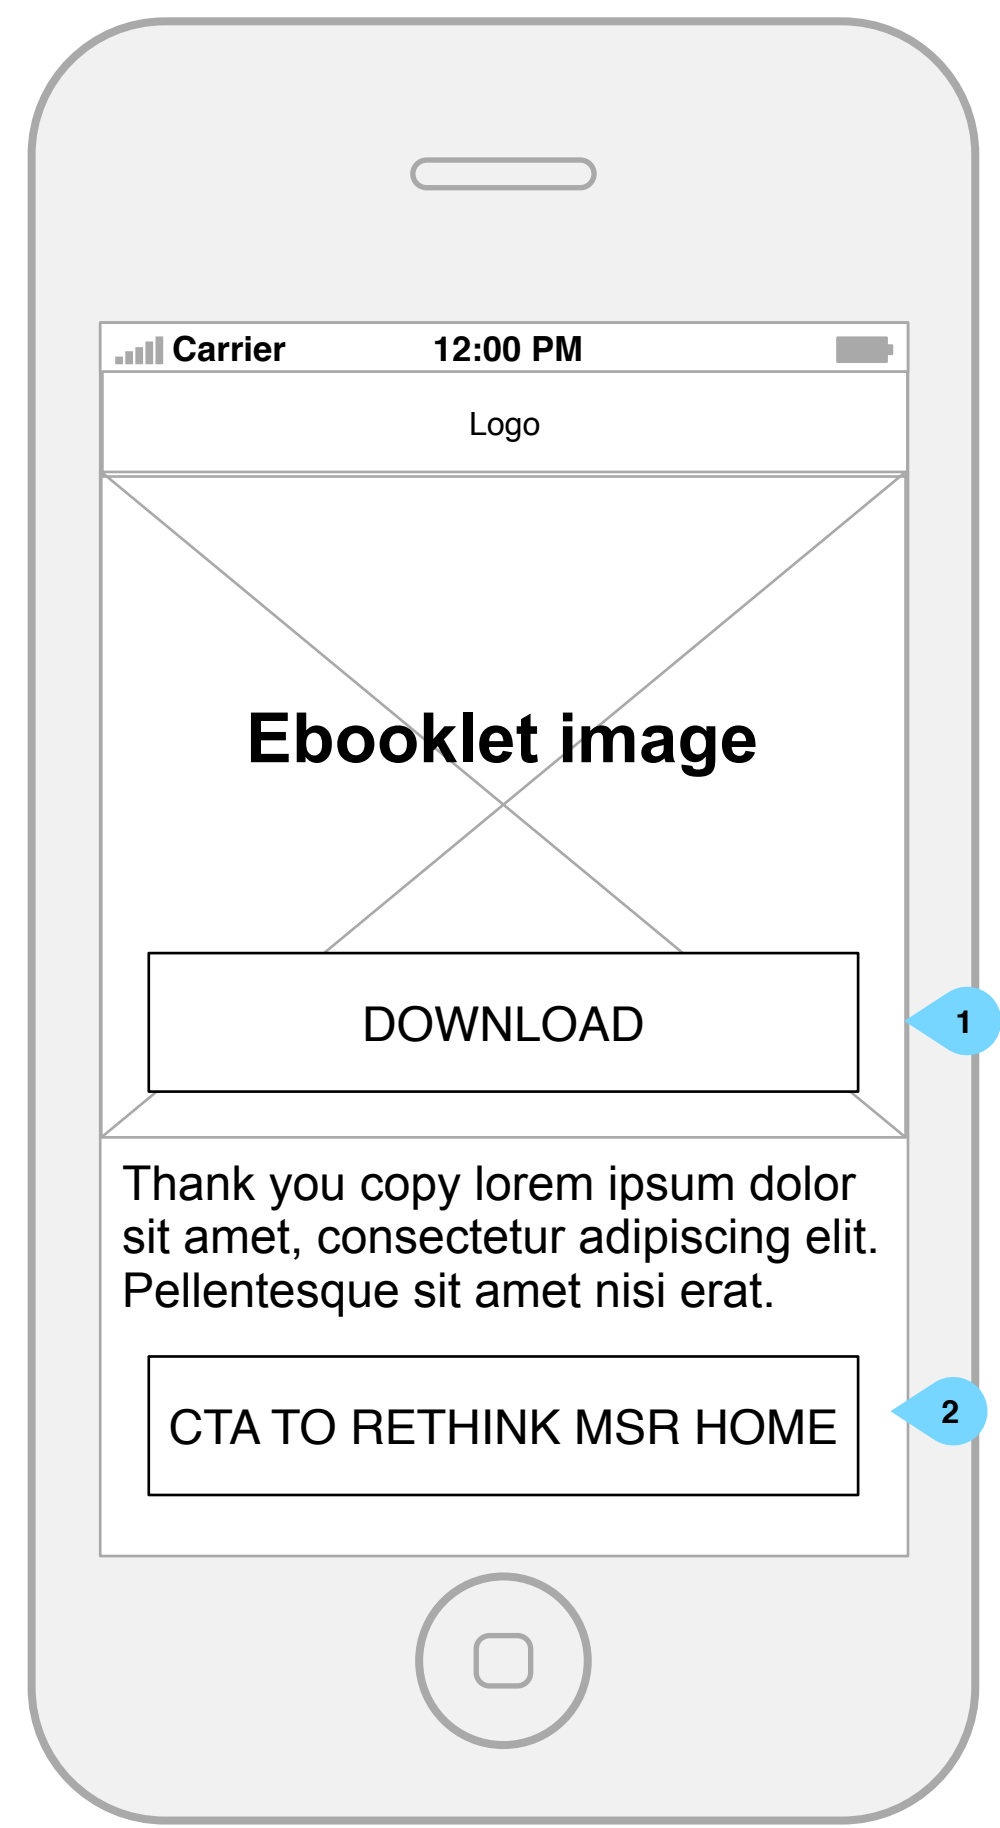 Carrier 12:00 PM
Logo
Ebooklet image
DOWNLOAD
1
Thank you copy lorem ipsum dolor
sit amet, consectetur adipiscing elit.
Pellentesque sit amet nisi erat.
CTA TO RETHINK MSR HOME
2